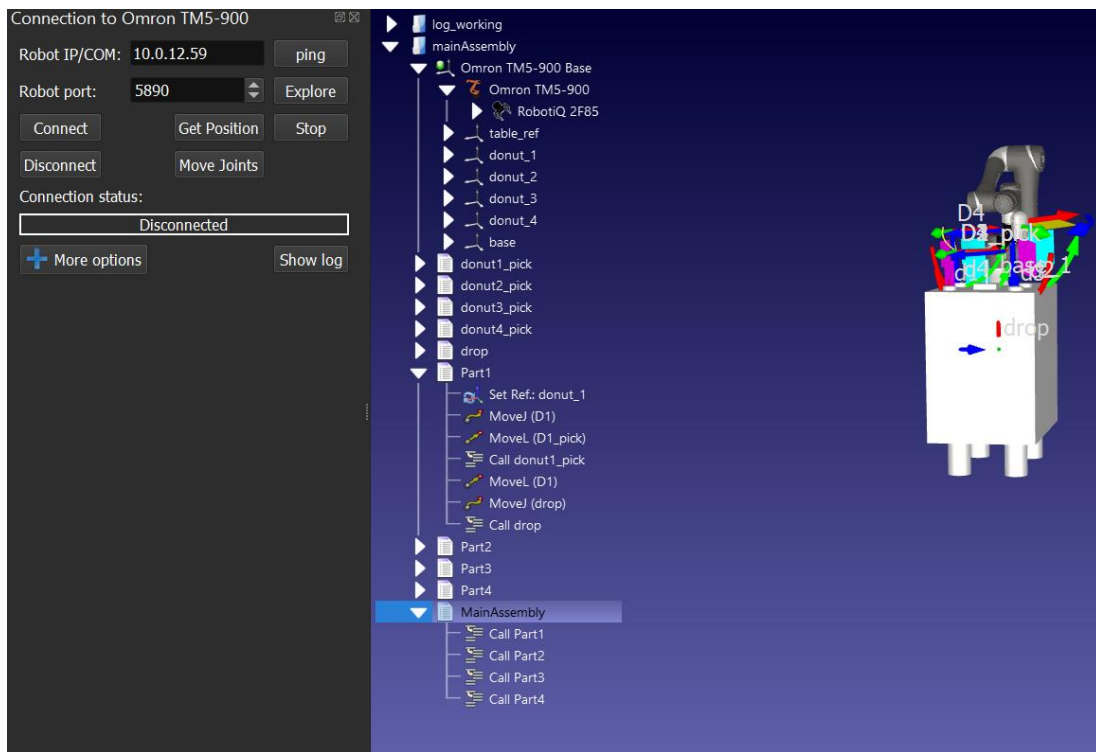 Connection to Omron TM5-900
Robot IP/COM: 10.0.12.59 ping
Robot port: 5890 Explore
Connect Get Position Stop
Disconnect Move Joints
Connection status:
Disconnected
More options Show log
log_working
mainAssembly
Omron TM5-900 Base
Omron TM5-900
RobotiQ 2F85
table_ref
donut_1
donut_2
donut_3
donut_4
base
donut1_pick
donut2_pick
donut3_pick
donut4_pick
drop
Part1
Set Ref.: donut_1
MoveJ (D1)
MoveL (D1_pick)
Call donut1_pick
MoveL (D1)
MoveJ (drop)
Call drop
Part2
Part3
Part4
MainAssembly
Call Part1
Call Part2
Call Part3
Call Part4
D4
drop